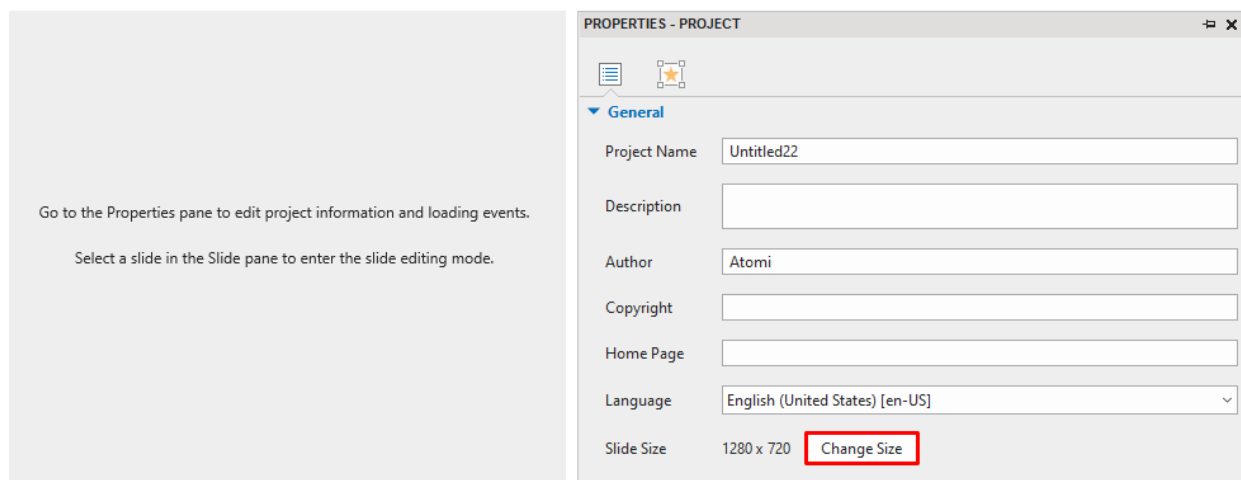 Go to the Properties pane to edit project information and loading events.
Select a slide in the Slide pane to enter the slide editing mode.
PROPERTIES - PROJECT
General
Project Name Untitled22
Description
Author Atomi
Copyright
Home Page
Language English (United States) [en-US]
Slide Size 1280 x 720 Change Size